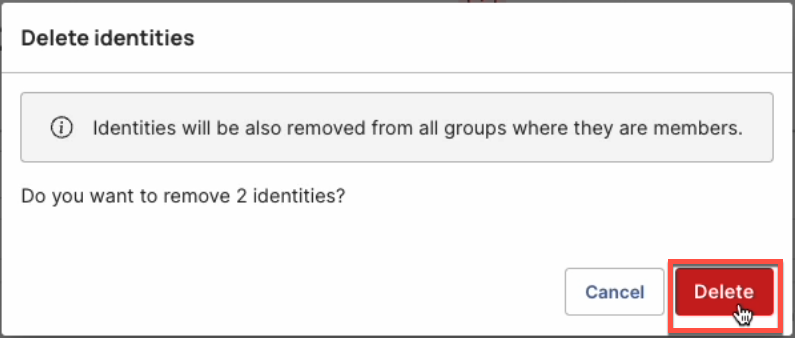 Delete identities
Identities will be also removed from all groups where they are members.
Do you want to remove 2 identities?
Cancel
Delete